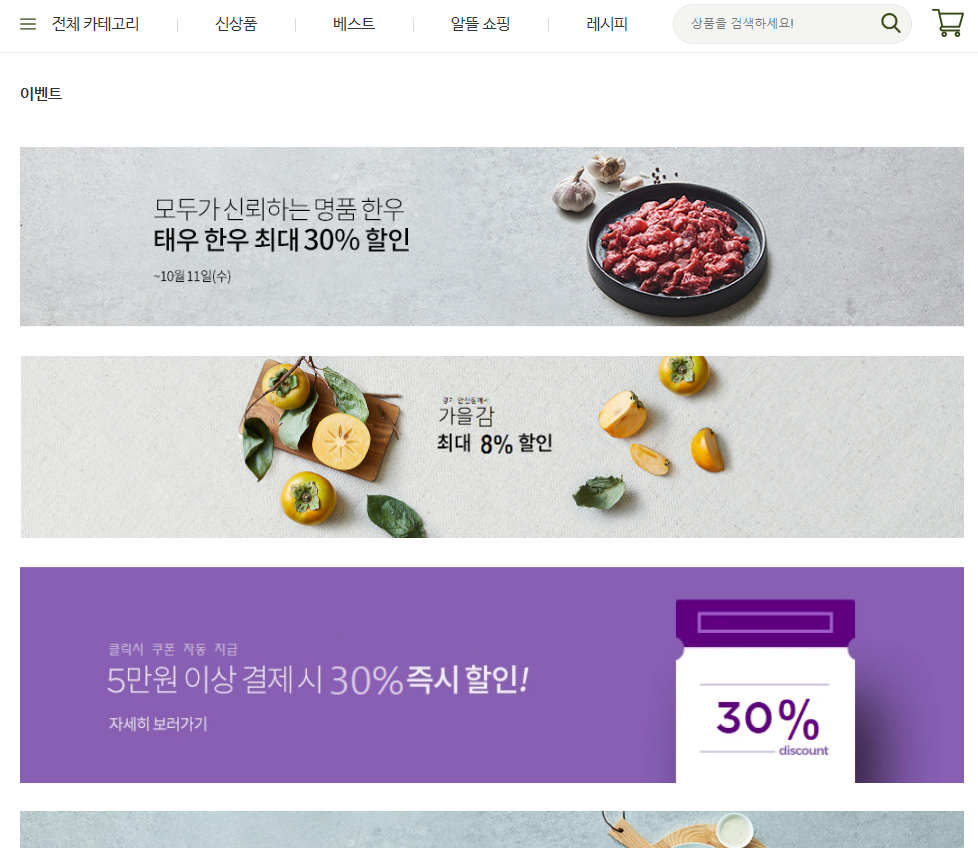 전체 카테고리
신상품
베스트
알뜰 쇼핑
레시피
상품을 검색하세요!
이벤트
모두가 신뢰하는 명품 한우
태우 한우 최대 30% 할인
~10월 11일(수)
가을 감
최대 8% 할인
클릭시 쿠폰 자동 지급
5만원 이상 결제 시 30% 즉시 할인!
자세히 보러가기
30%
discount